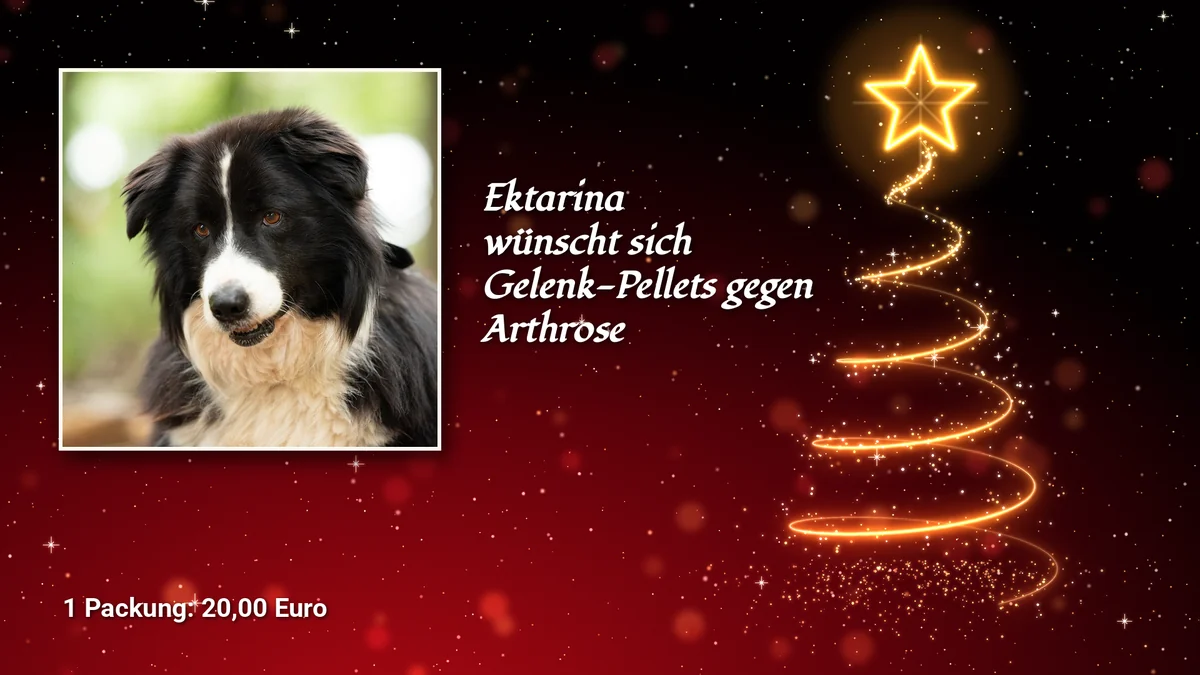 Ektarina
wünscht sich
Gelenk-Pellets gegen
Arthrose
1 Packung: 20,00 Euro